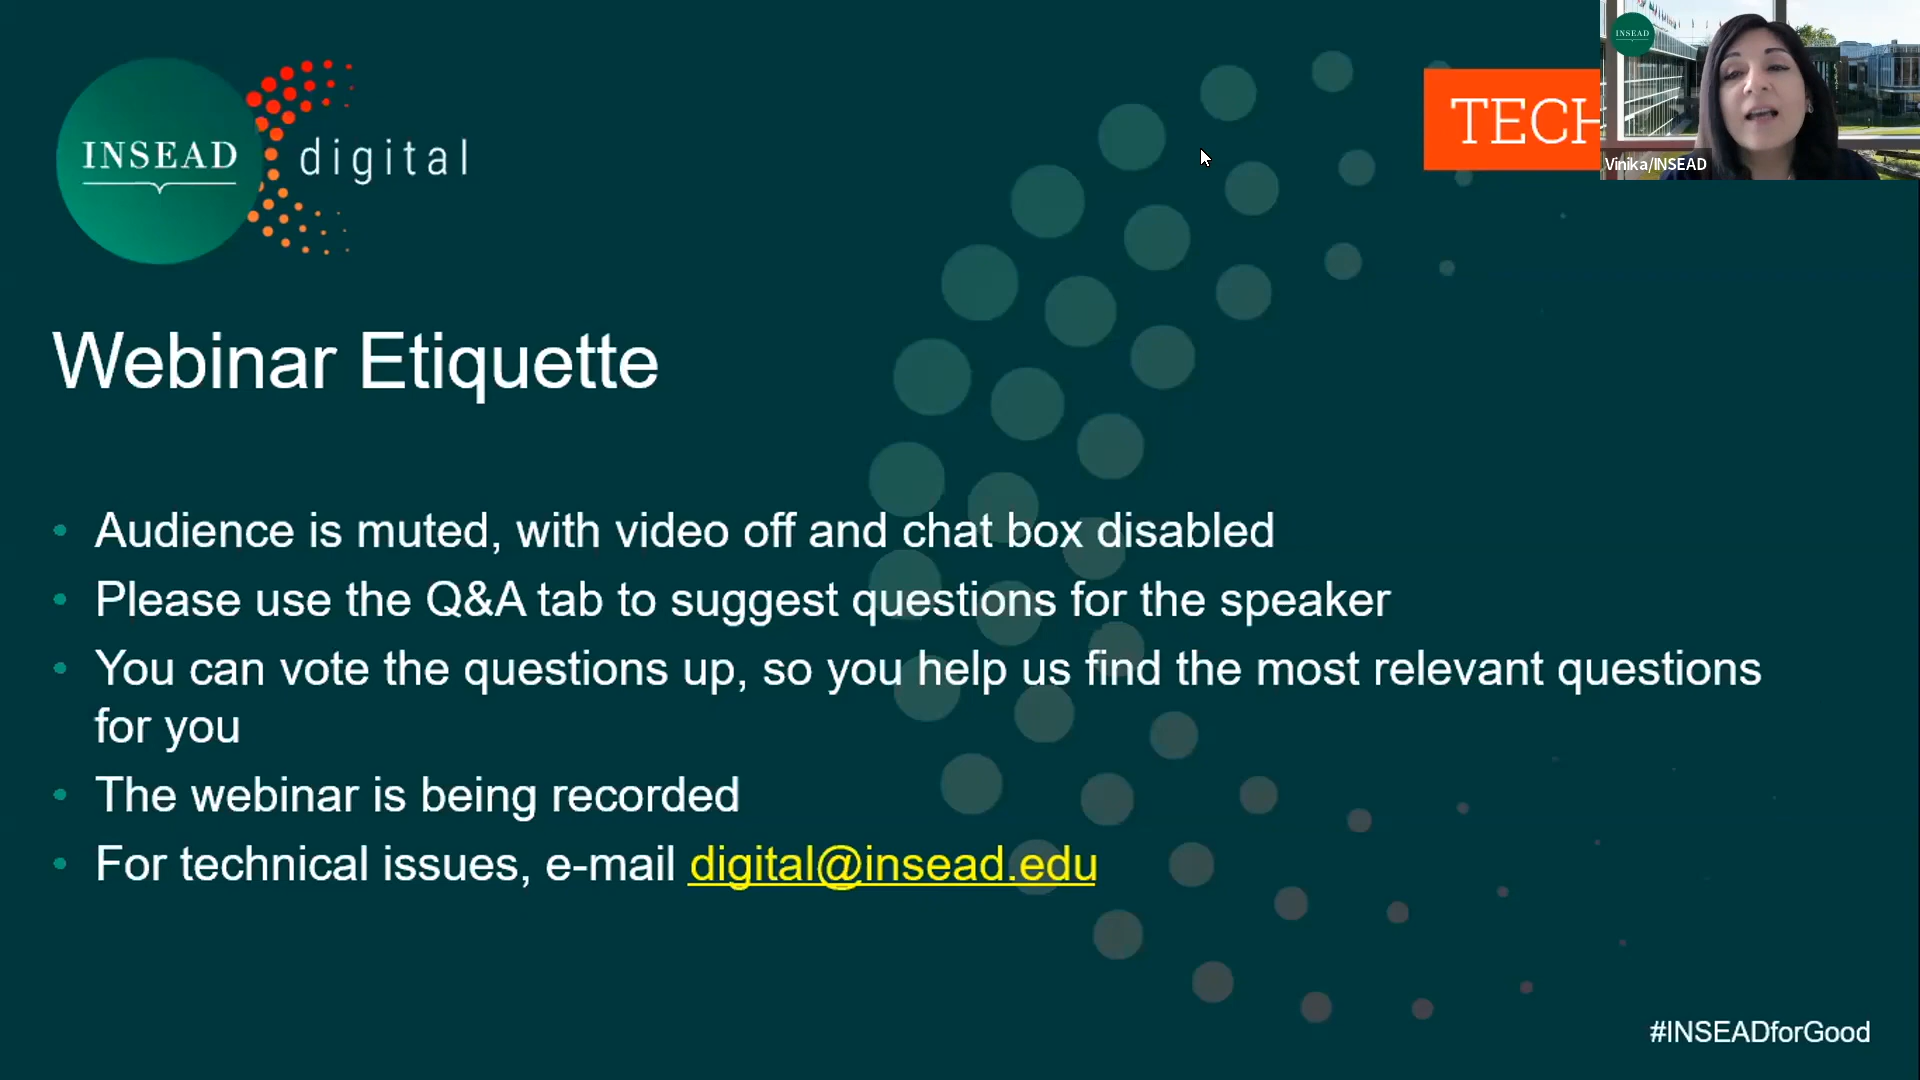 INSEAD
digital
TECH
INSEAD
Vinika/INSEAD
Webinar Etiquette
• Audience is muted, with video off and chat box disabled
• Please use the Q&A tab to suggest questions for the speaker
• You can vote the questions up, so you help us find the most relevant questions
for you
• The webinar is being recorded
• For technical issues, e-mail digital@insead.edu
#INSEADforGood